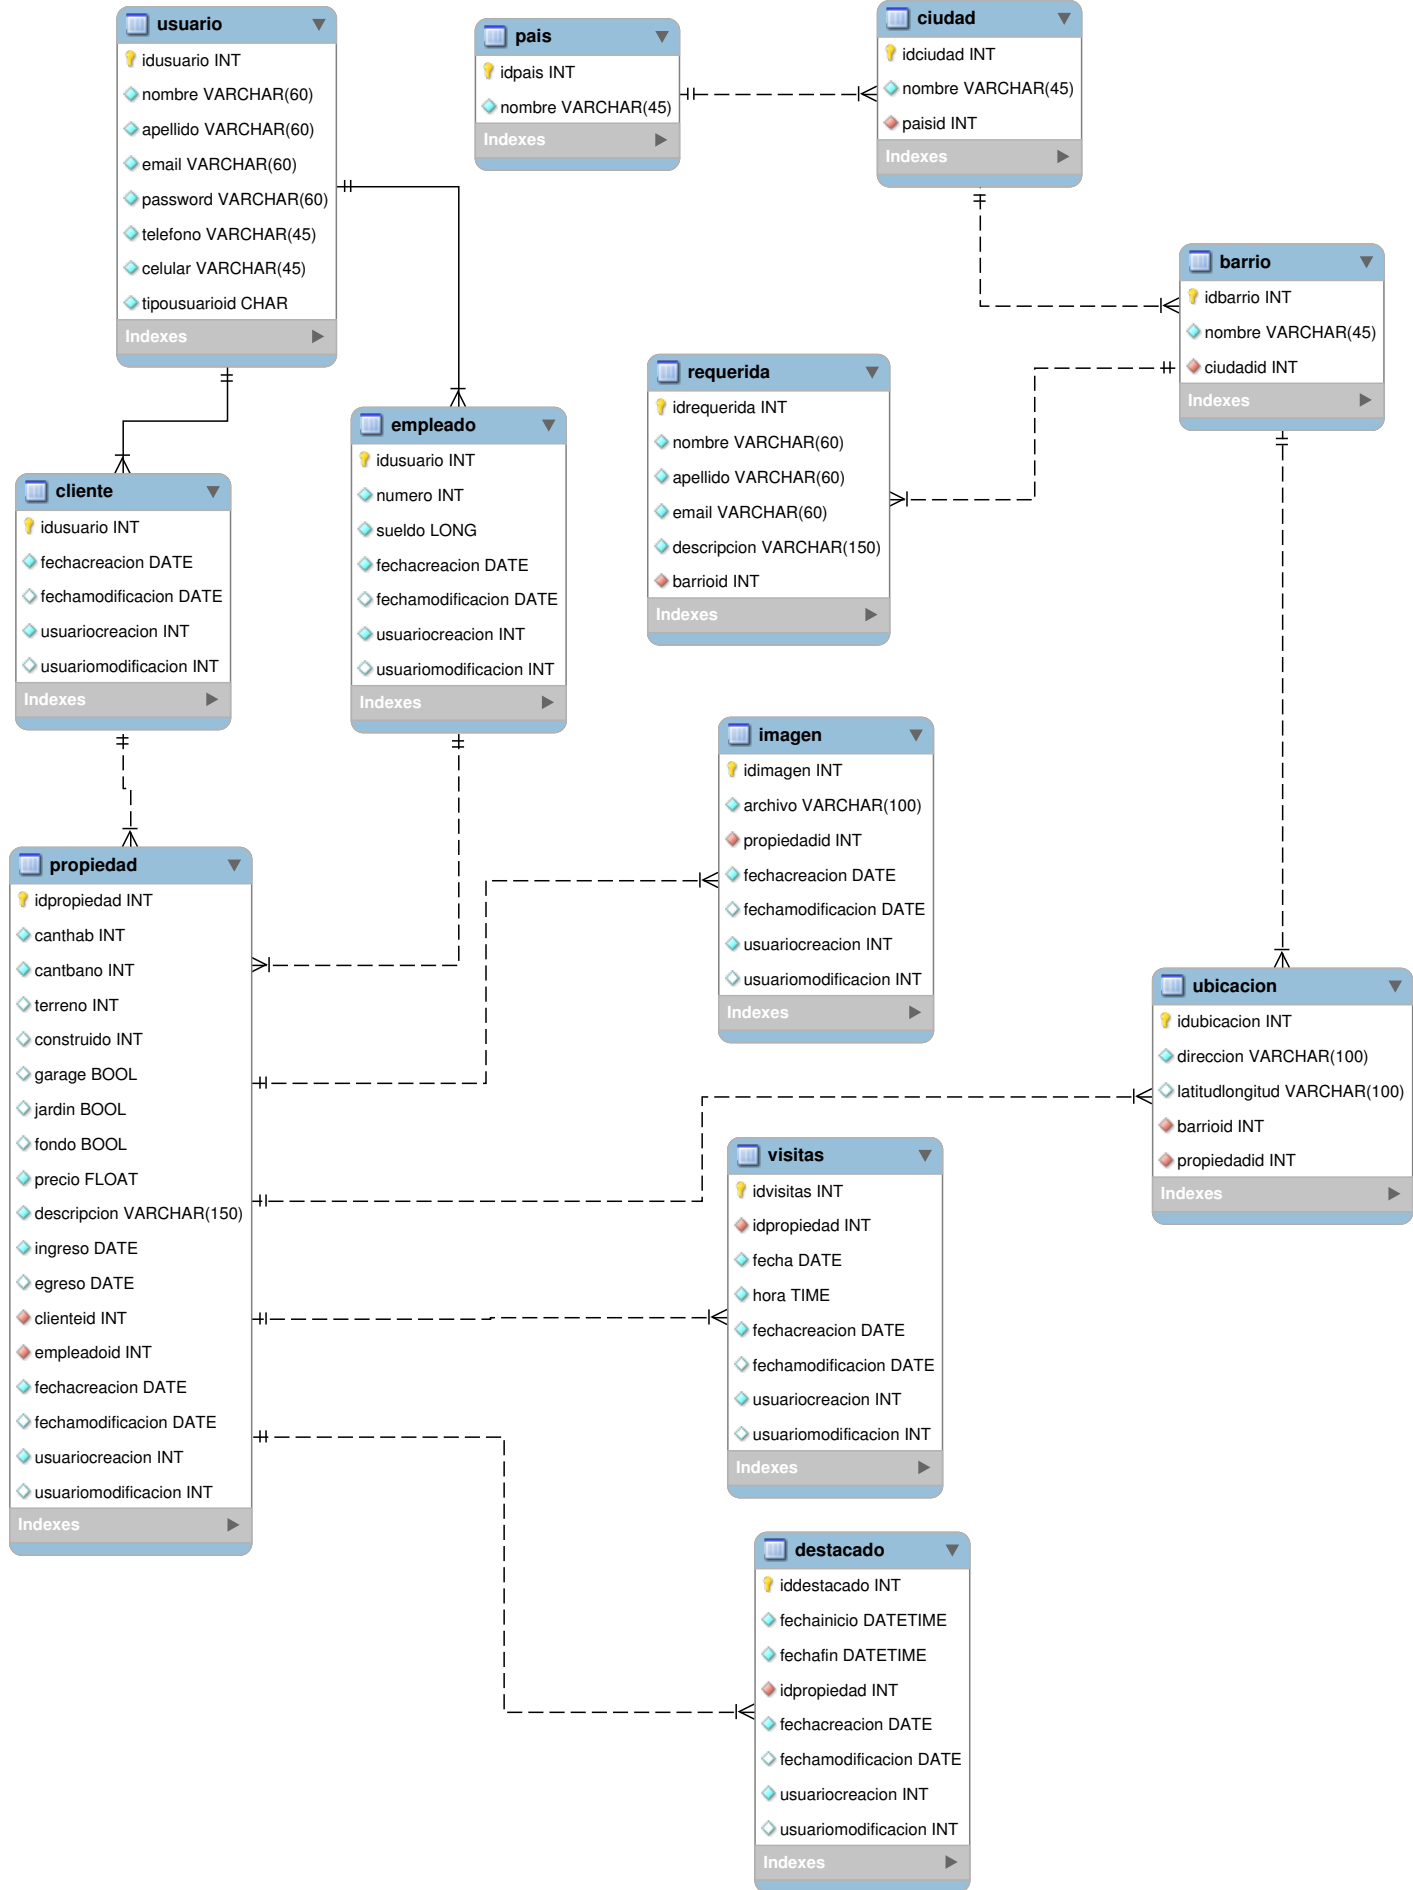 usuario
idusuario INT
nombre VARCHAR(60)
apellido VARCHAR(60)
email VARCHAR(60)
password VARCHAR(60)
telefono VARCHAR(45)
celular VARCHAR(45)
tipousuarioid CHAR
Indexes
pais
idpais INT
nombre VARCHAR(45)
Indexes
ciudad
idciudad INT
nombre VARCHAR(45)
paisid INT
Indexes
barrio
idbarrio INT
nombre VARCHAR(45)
ciudadid INT
Indexes
requerida
idrequerida INT
nombre VARCHAR(60)
apellido VARCHAR(60)
email VARCHAR(60)
descripcion VARCHAR(150)
barrioid INT
Indexes
empleado
idusuario INT
numero INT
sueldo LONG
fechacreacion DATE
fechamodificacion DATE
usuariocreacion INT
usuariomodificacion INT
Indexes
cliente
idusuario INT
fechacreacion DATE
fechamodificacion DATE
usuariocreacion INT
usuariomodificacion INT
Indexes
imagen
idimagen INT
archivo VARCHAR(100)
propiedadid INT
fechacreacion DATE
fechamodificacion DATE
usuariocreacion INT
usuariomodificacion INT
Indexes
propiedad
idpropiedad INT
canthab INT
cantbano INT
terreno INT
construido INT
garage BOOL
jardin BOOL
fondo BOOL
precio FLOAT
descripcion VARCHAR(150)
ingreso DATE
egreso DATE
clienteid INT
empleadoid INT
fechacreacion DATE
fechamodificacion DATE
usuariocreacion INT
usuariomodificacion INT
Indexes
ubicacion
idubicacion INT
direccion VARCHAR(100)
latitudlongitud VARCHAR(100)
barrioid INT
propiedadid INT
Indexes
visitas
idvisitas INT
idpropiedad INT
fecha DATE
hora TIME
fechacreacion DATE
fechamodificacion DATE
usuariocreacion INT
usuariomodificacion INT
Indexes
destacado
iddestacado INT
fechainicio DATETIME
fechafin DATETIME
idpropiedad INT
fechacreacion DATE
fechamodificacion DATE
usuariocreacion INT
usuariomodificacion INT
Indexes